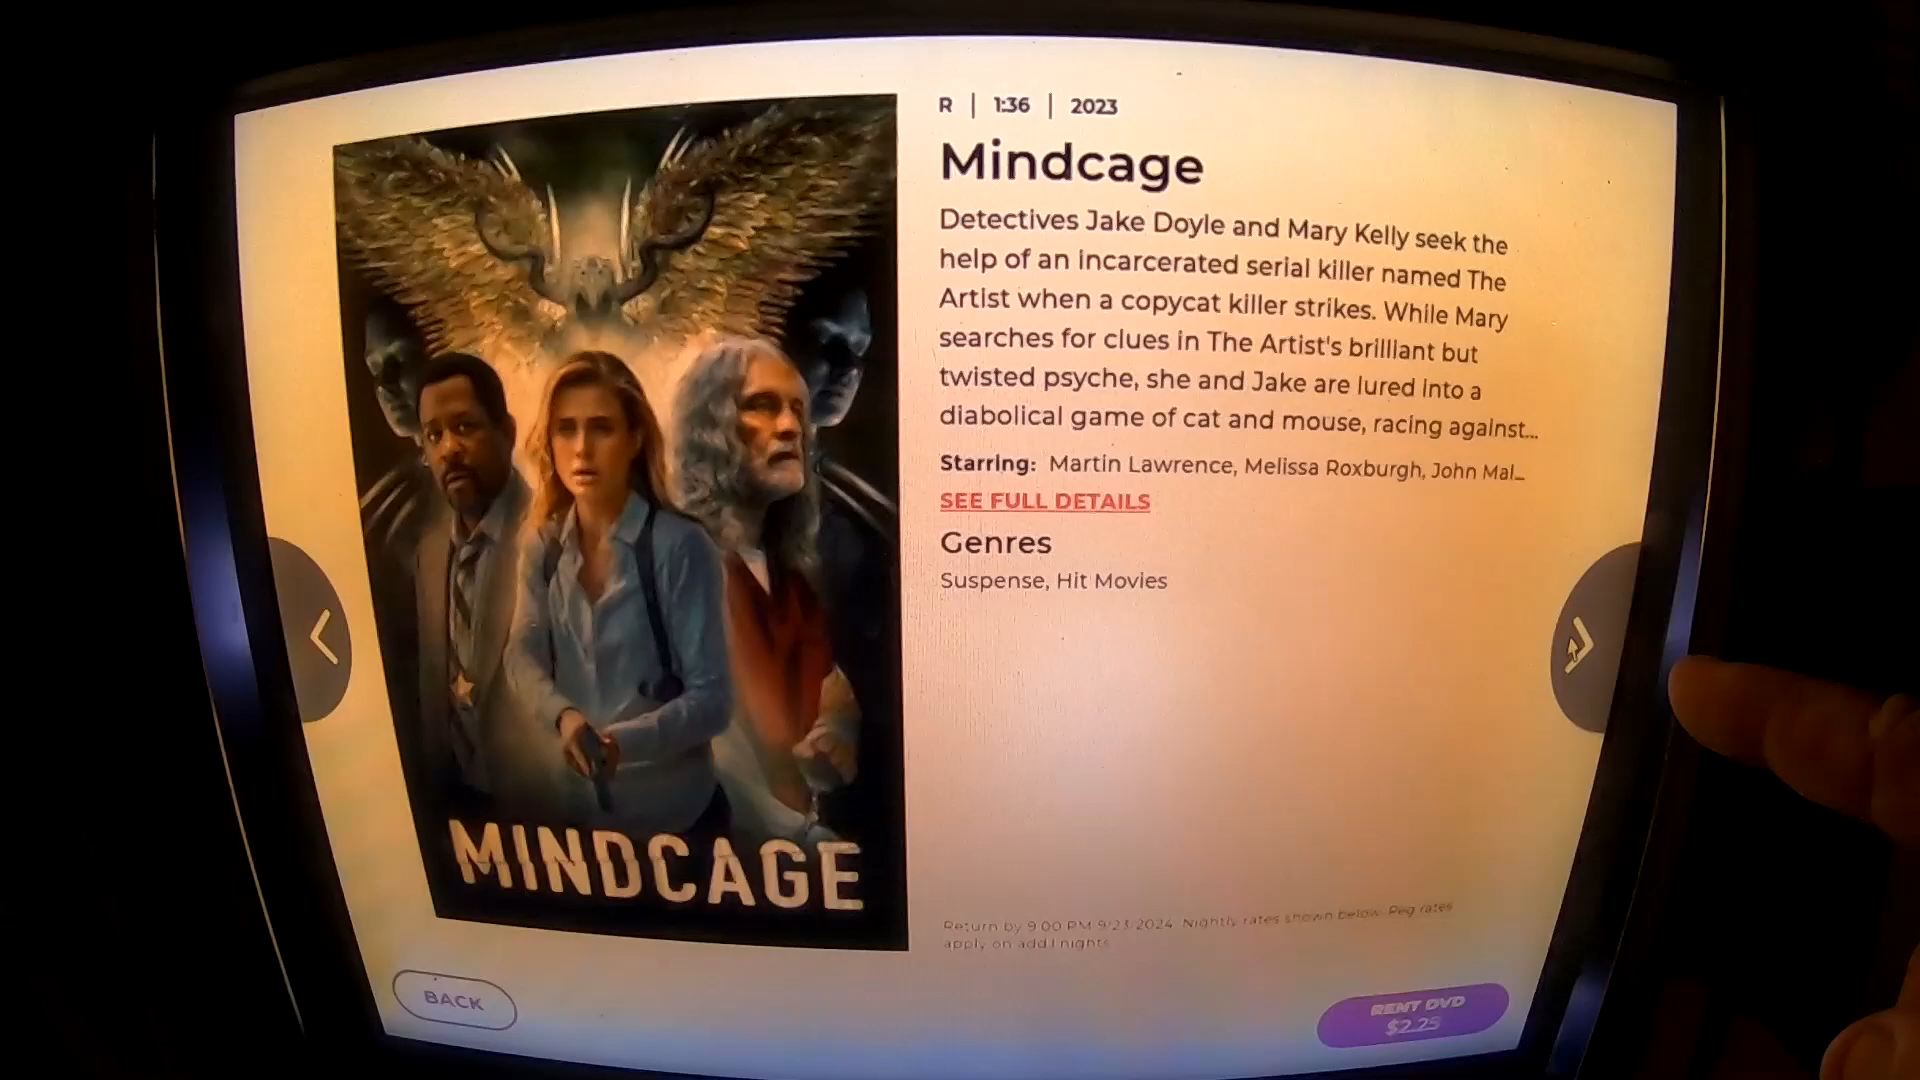 R | 1:36 | 2023
Mindcage
Detectives Jake Doyle and Mary Kelly seek the
help of an incarcerated serial killer named The
Artist when a copycat killer strikes. While Mary
searches for clues in The Artist's brilliant but
twisted psyche, she and Jake are lured into a
diabolical game of cat and mouse, racing against...
Starring: Martin Lawrence, Melissa Roxburgh, John Mal...
SEE FULL DETAILS
Genres
Suspense, Hit Movies
MINDCAGE
Return by 9:00 PM 9/23/2024. Nightly rates shown below. Reg rates
apply on add'l nights.
BACK
RENT DVD
$2.25